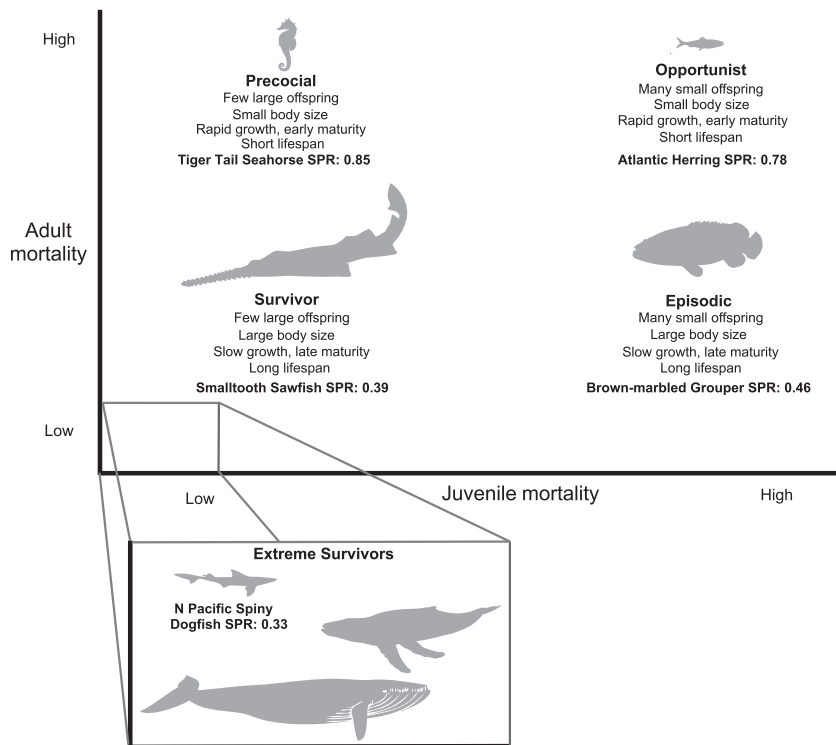 High
Precocial
Few large offspring
Small body size
Rapid growth, early maturity
Short lifespan
Tiger Tail Seahorse SPR: 0.85
Opportunist
Many small offspring
Small body size
Rapid growth, early maturity
Short lifespan
Atlantic Herring SPR: 0.78
Adult
mortality
Survivor
Few large offspring
Large body size
Slow growth, late maturity
Long lifespan
Smalltooth Sawfish SPR: 0.39
Episodic
Many small offspring
Large body size
Slow growth, late maturity
Long lifespan
Brown-marbled Grouper SPR: 0.46
Low
Low
Juvenile mortality
High
Extreme Survivors
N Pacific Spiny
Dogfish SPR: 0.33